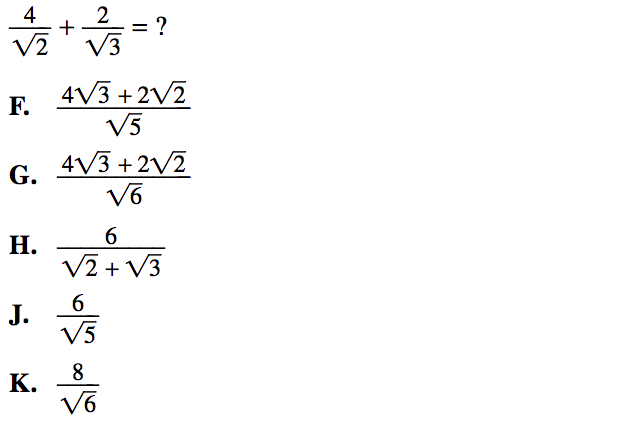 4/√2 + 2/√3 = ?
F. (4√3 + 2√2)/√5
G. (4√3 + 2√2)/√6
H. 6/(√2 + √3)
J. 6/√5
K. 8/√6